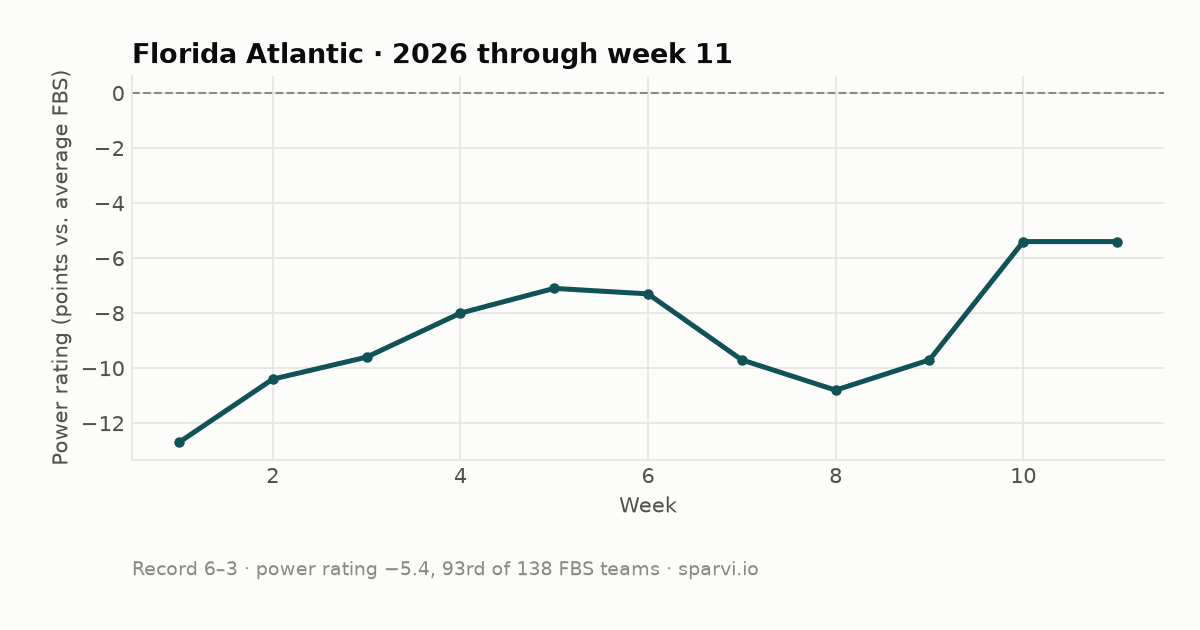 Florida Atlantic · 2026 through week 11
Power rating (points vs. average FBS)
0
−2
−4
−6
−8
−10
−12
2 4 6 8 10
Week
Record 6–3 · power rating −5.4, 93rd of 138 FBS teams · sparvi.io